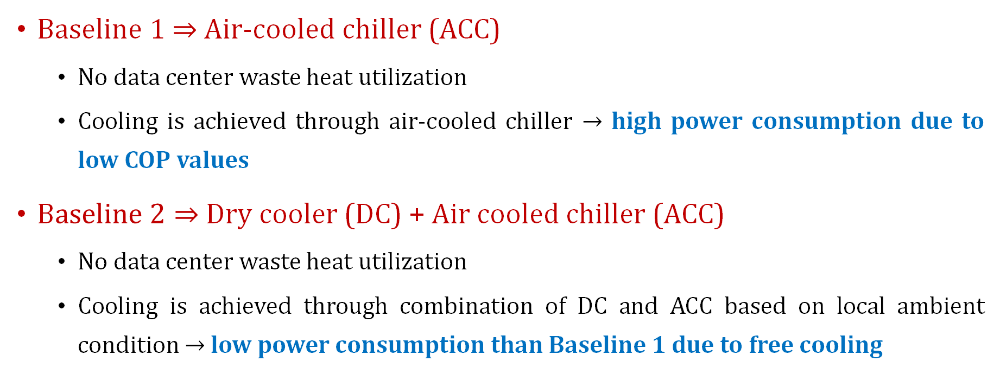 • Baseline 1 ⇒ Air-cooled chiller (ACC)
• No data center waste heat utilization
• Cooling is achieved through air-cooled chiller → high power consumption due to
low COP values
• Baseline 2 ⇒ Dry cooler (DC) + Air cooled chiller (ACC)
• No data center waste heat utilization
• Cooling is achieved through combination of DC and ACC based on local ambient
condition → low power consumption than Baseline 1 due to free cooling